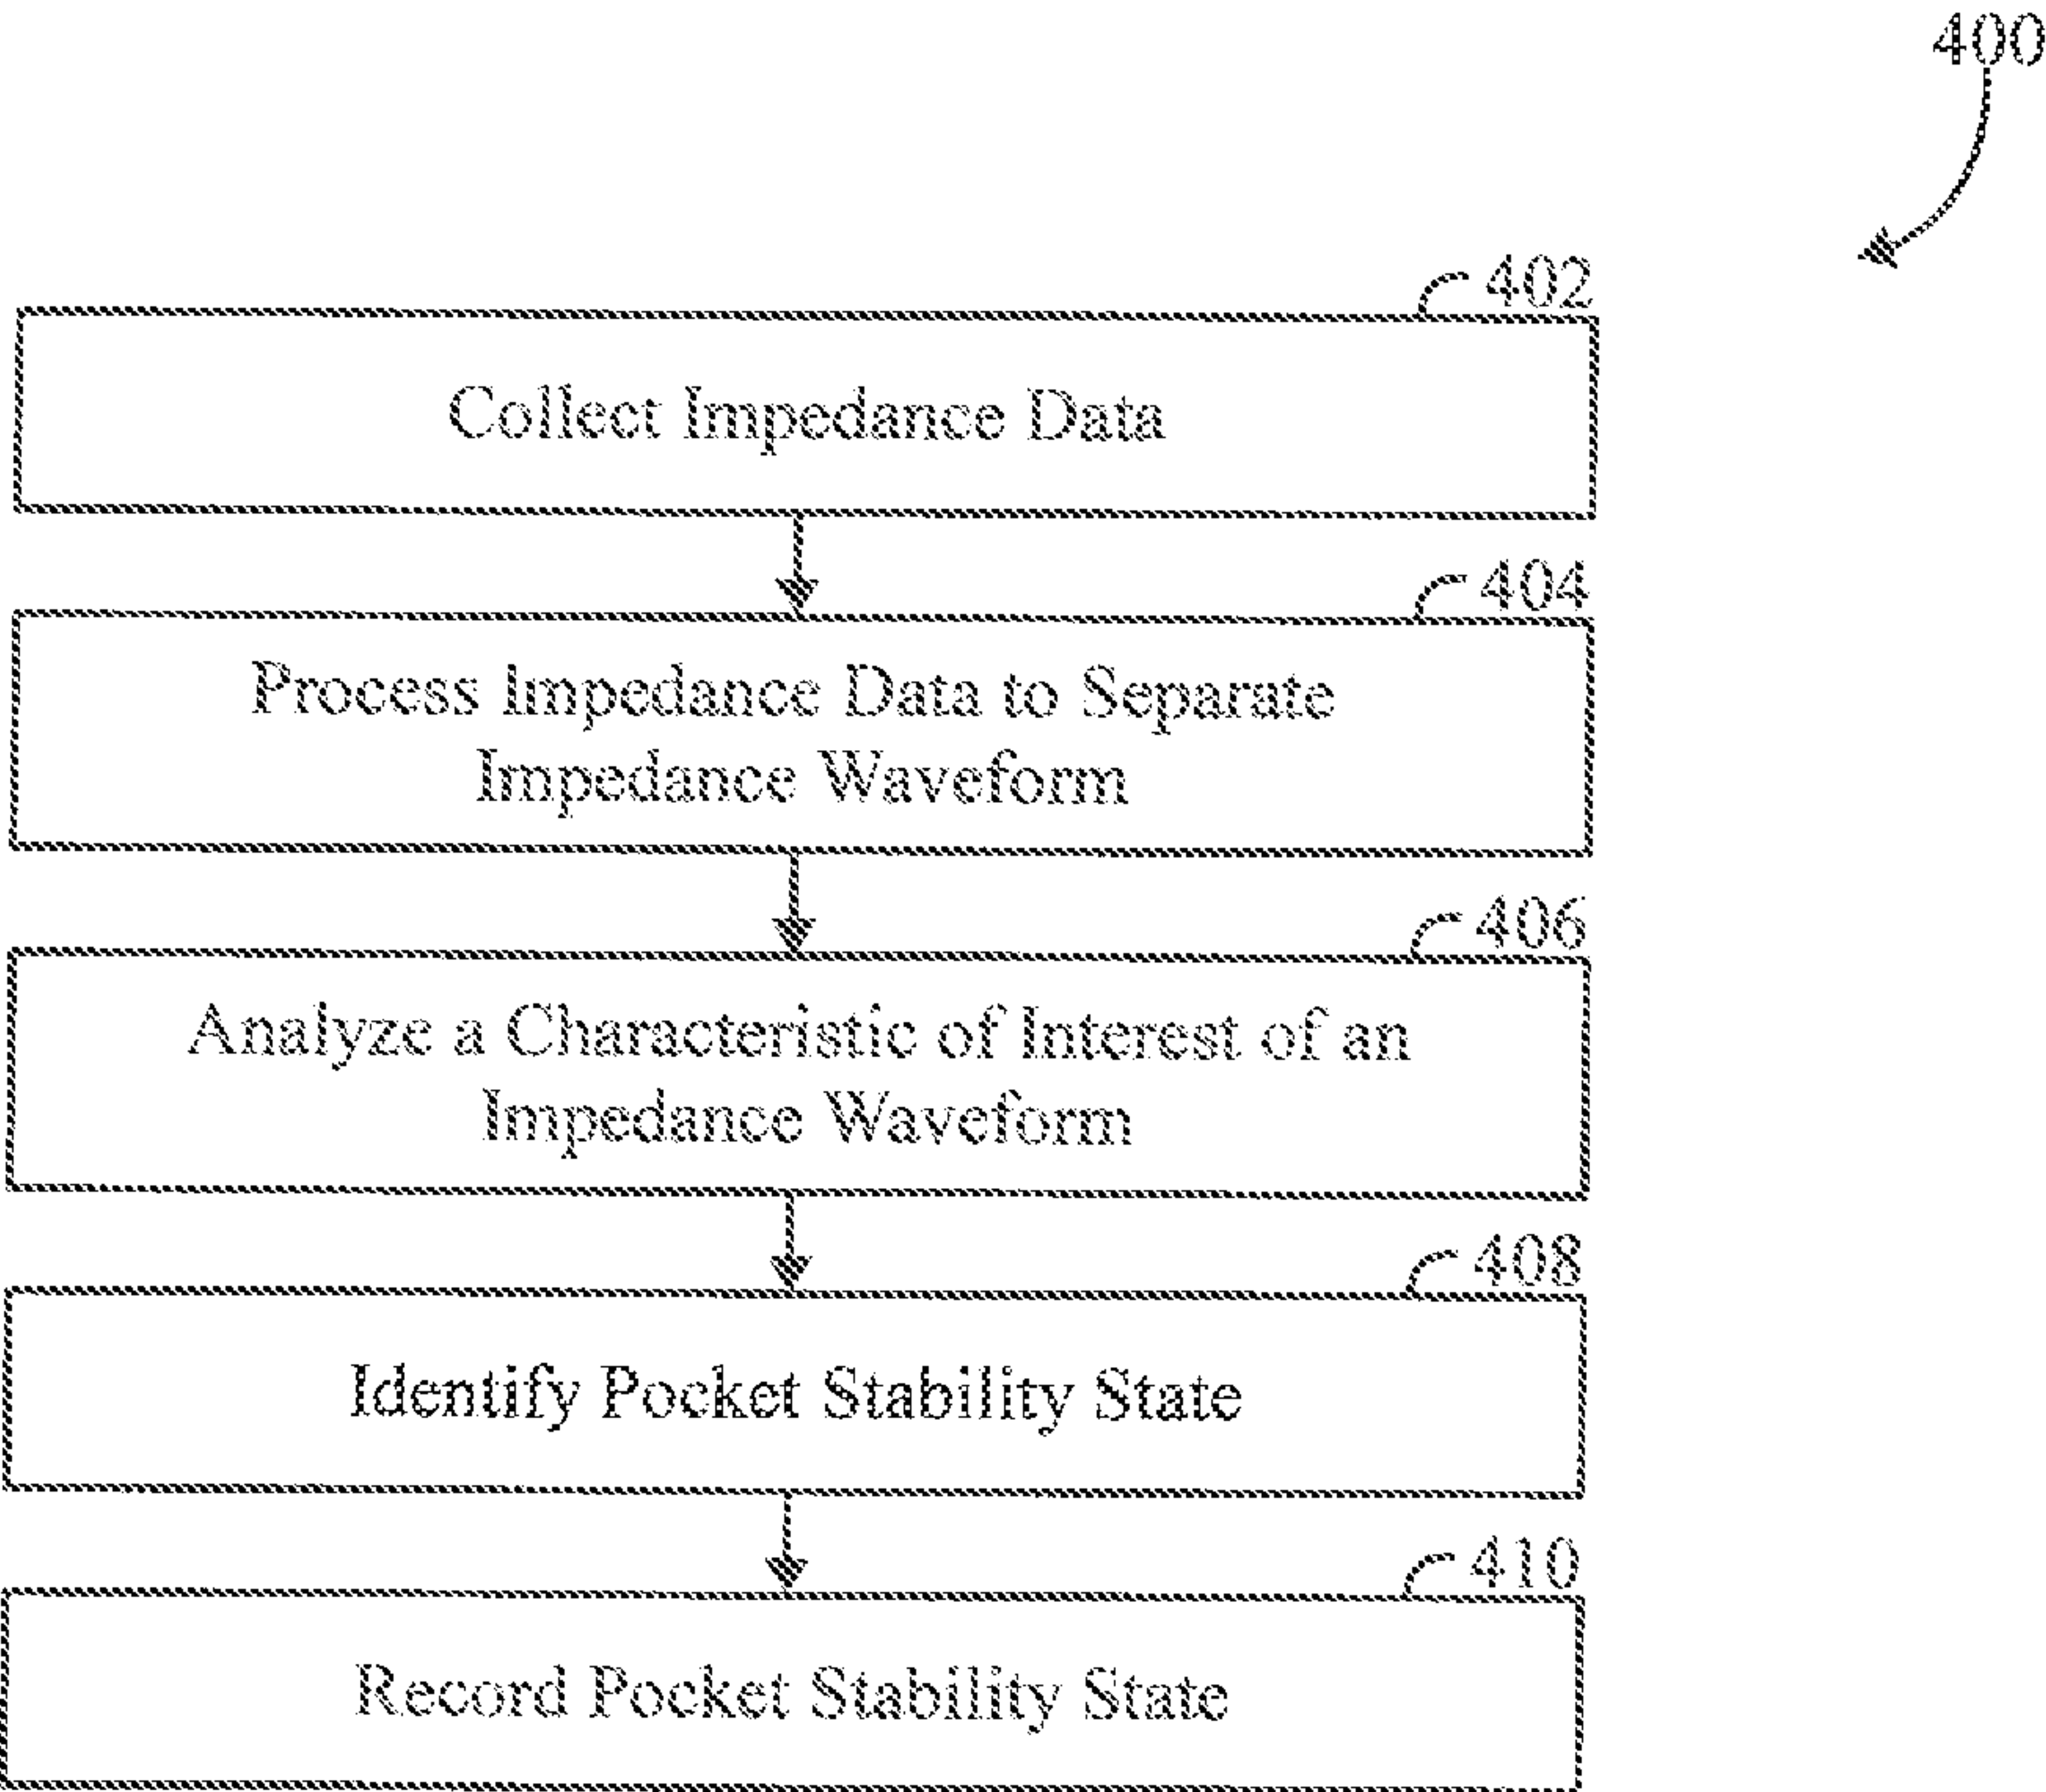 400
402
Collect Impedance Data
404
Process Impedance Data to Separate
Impedance Waveform
406
Analyze a Characteristic of Interest of an
Impedance Waveform
408
Identify Pocket Stability State
410
Record Pocket Stability State